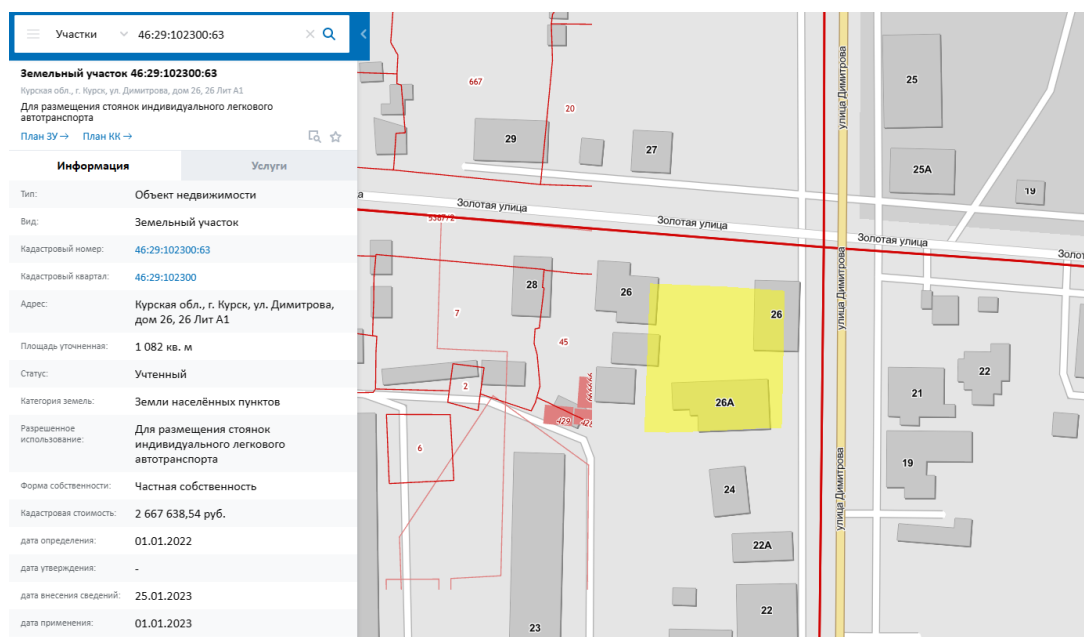 Участки
46:29:102300:63
Земельный участок 46:29:102300:63
Курская обл., г. Курск, ул. Димитрова, дом 26, 26 Лит А1
Для размещения стоянок индивидуального легкового
автотранспорта
План ЗУ →
План КК →
Информация
Услуги
Тип:
Объект недвижимости
Вид:
Земельный участок
Кадастровый номер:
46:29:102300:63
Кадастровый квартал:
46:29:102300
Адрес:
Курская обл., г. Курск, ул. Димитрова,
дом 26, 26 Лит А1
Площадь уточненная:
1 082 кв. м
Статус:
Учтенный
Категория земель:
Земли населённых пунктов
Разрешенное
использование:
Для размещения стоянок
индивидуального легкового
автотранспорта
Форма собственности:
Частная собственность
Кадастровая стоимость:
2 667 638,54 руб.
дата определения:
01.01.2022
дата утверждения:
-
дата внесения сведений:
25.01.2023
дата применения:
01.01.2023
667
20
29
27
25
25А
19
улица Димитрова
Золотая улица
Золотая улица
Золотая улица
Золот
5387/2
улица Димитрова
28
26
26
7
45
2
22
21
26А
429
428
6
19
24
улица Димитрова
22А
22
23